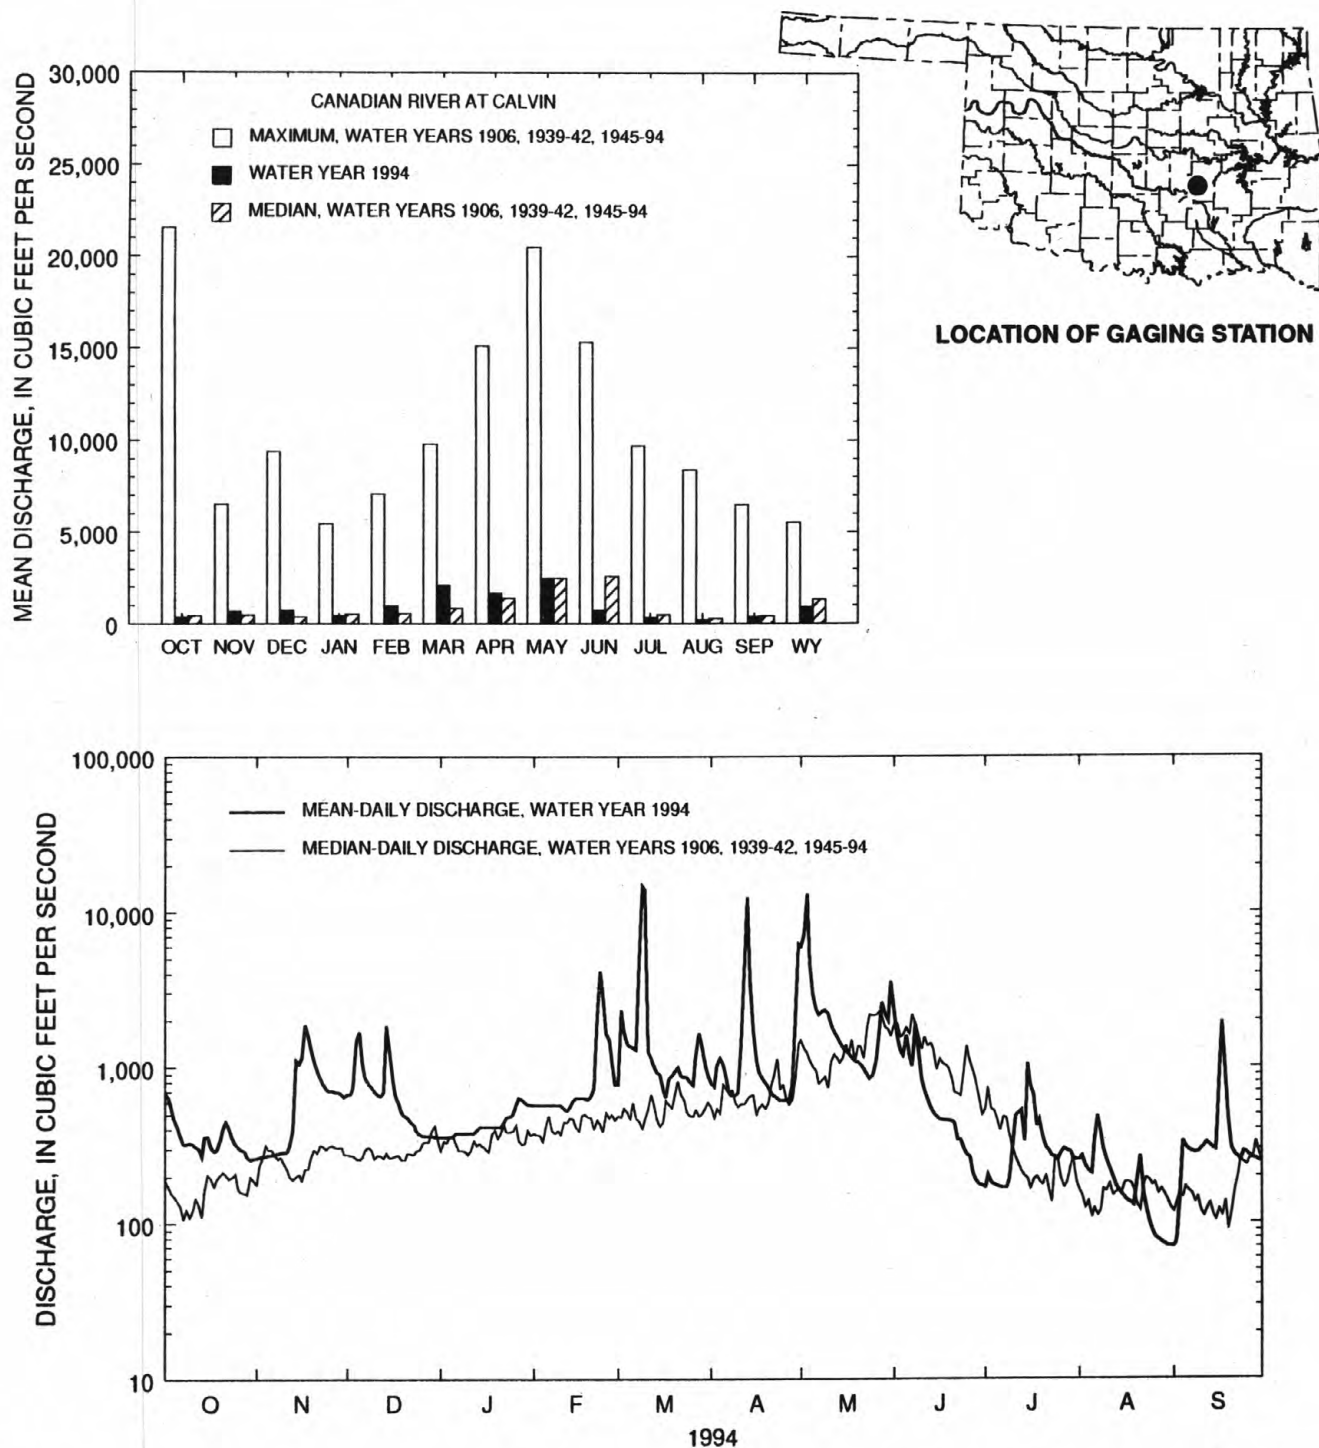 MEAN DISCHARGE, IN CUBIC FEET PER SECOND
30,000
25,000
20,000
15,000
10,000
5,000
0
CANADIAN RIVER AT CALVIN
MAXIMUM, WATER YEARS 1906, 1939-42, 1945-94
WATER YEAR 1994
MEDIAN, WATER YEARS 1906, 1939-42, 1945-94
OCT NOV DEC JAN FEB MAR APR MAY JUN JUL AUG SEP WY
LOCATION OF GAGING STATION
DISCHARGE, IN CUBIC FEET PER SECOND
100,000
10,000
1,000
100
10
MEAN-DAILY DISCHARGE, WATER YEAR 1994
MEDIAN-DAILY DISCHARGE, WATER YEARS 1906, 1939-42, 1945-94
O N D J F M A M J J A S
1994